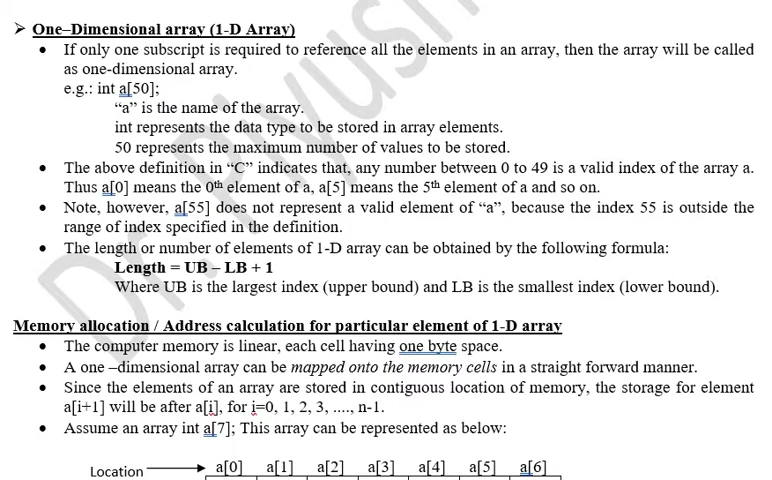 ➤ One–Dimensional array (1-D Array)
• If only one subscript is required to reference all the elements in an array, then the array will be called
as one-dimensional array.
e.g.: int a[50];
“a” is the name of the array.
int represents the data type to be stored in array elements.
50 represents the maximum number of values to be stored.
• The above definition in “C” indicates that, any number between 0 to 49 is a valid index of the array a.
Thus a[0] means the 0th element of a, a[5] means the 5th element of a and so on.
• Note, however, a[55] does not represent a valid element of “a”, because the index 55 is outside the
range of index specified in the definition.
• The length or number of elements of 1-D array can be obtained by the following formula:
Length = UB – LB + 1
Where UB is the largest index (upper bound) and LB is the smallest index (lower bound).
Memory allocation / Address calculation for particular element of 1-D array
• The computer memory is linear, each cell having one byte space.
• A one –dimensional array can be mapped onto the memory cells in a straight forward manner.
• Since the elements of an array are stored in contiguous location of memory, the storage for element
a[i+1] will be after a[i], for i=0, 1, 2, 3, ...., n-1.
• Assume an array int a[7]; This array can be represented as below:
Location a[0] a[1] a[2] a[3] a[4] a[5] a[6]
Dr. Piyush